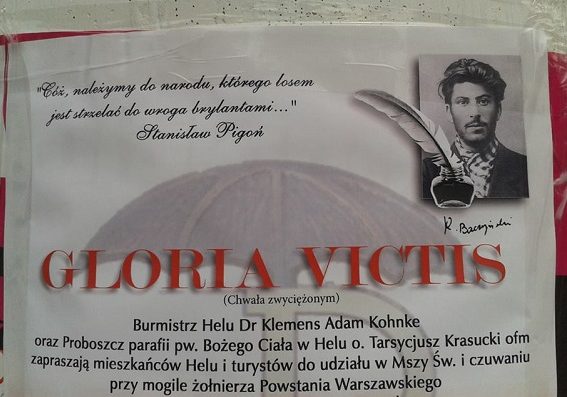 "Cóż, należymy do narodu, którego losem
jest strzelać do wroga brylantami..."
Stanisław Pigoń
K. Baczyński
GLORIA VICTIS
(Chwała zwyciężonym)
Burmistrz Helu Dr Klemens Adam Kohnke
oraz Proboszcz parafii pw. Bożego Ciała w Helu o. Tarsycjusz Krasucki ofm
zapraszają mieszkańców Helu i turystów do udziału w Mszy Św. i czuwaniu
przy mogile żołnierza Powstania Warszawskiego